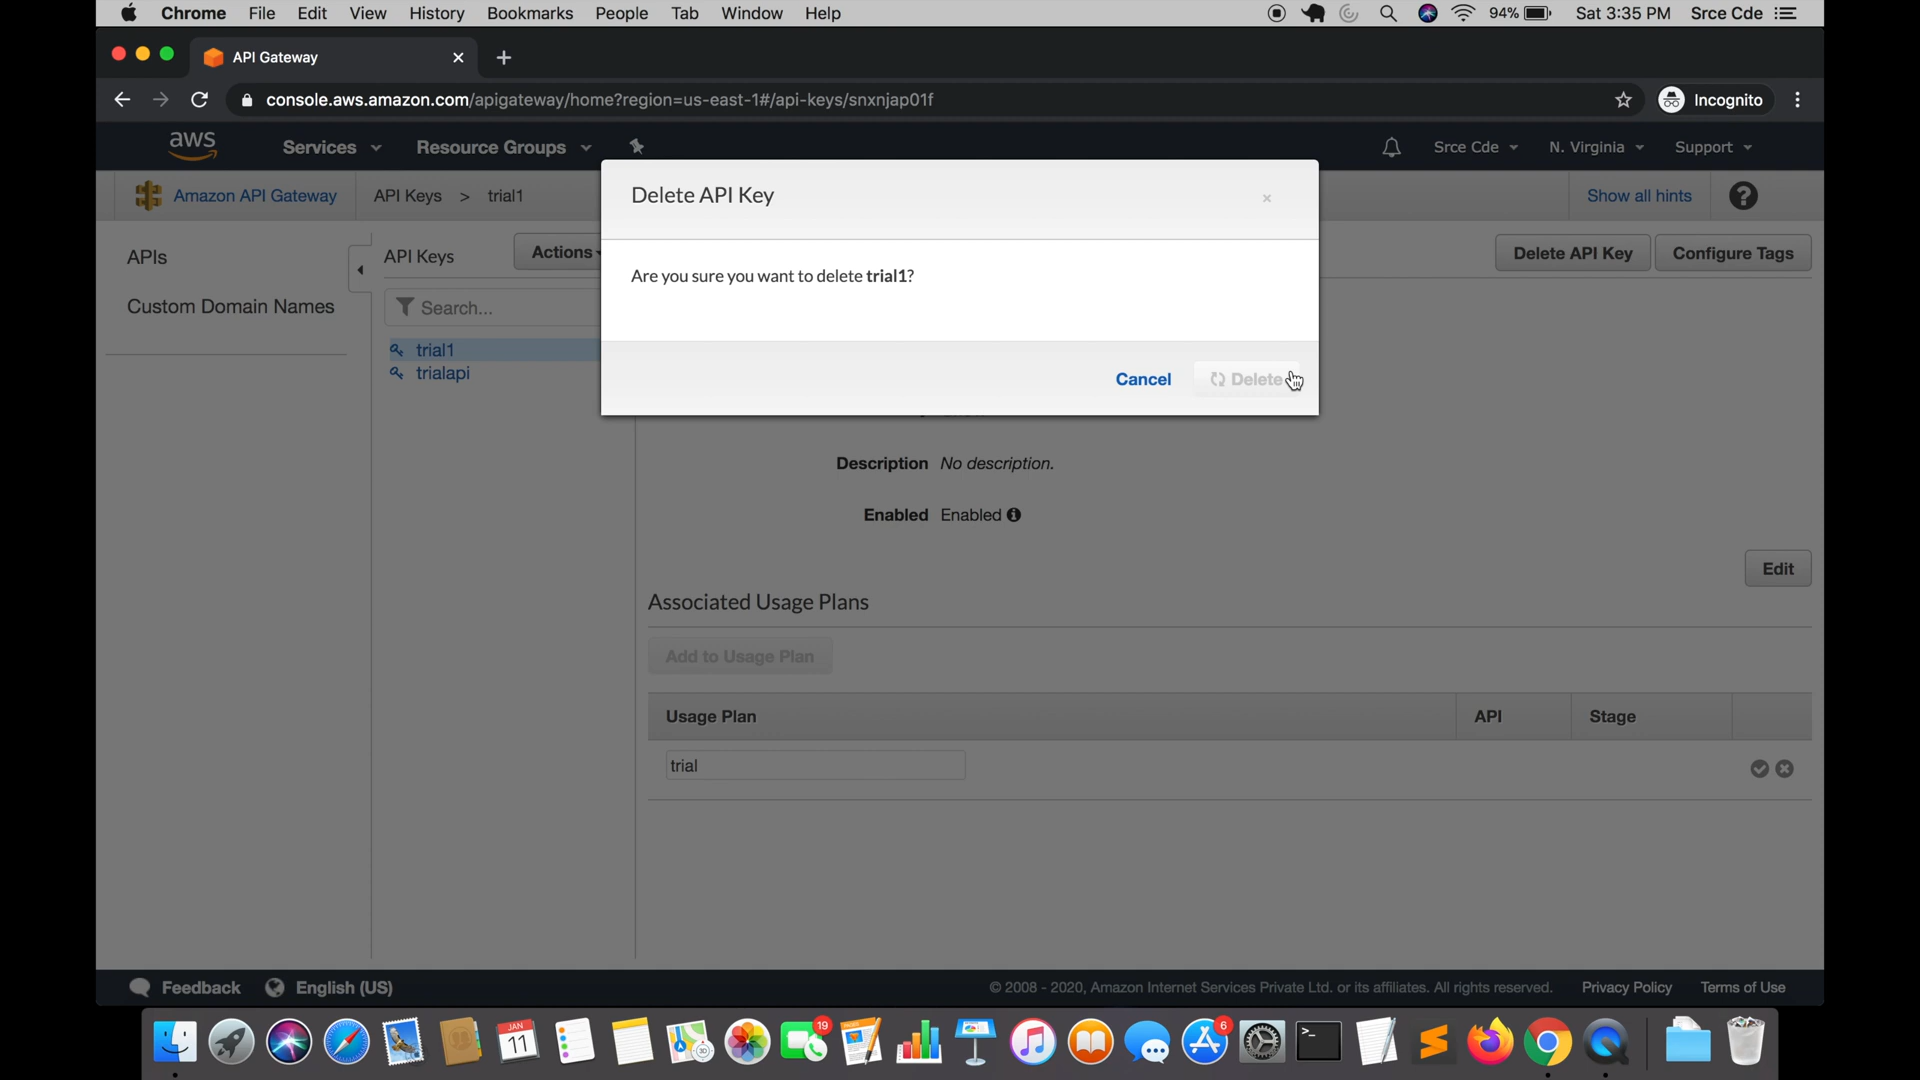 Chrome File Edit View History Bookmarks People Tab Window Help 94% Sat 3:35 PM Srce Cde
API Gateway
console.aws.amazon.com/apigateway/home?region=us-east-1#/api-keys/snxnjap01f Incognito
aws Services Resource Groups Srce Cde N. Virginia Support
Amazon API Gateway API Keys > trial1 Show all hints ?
Delete API Key ×
APIs
Custom Domain Names
API Keys Actions
Search...
trial1
trialapi
Are you sure you want to delete trial1?
Cancel Delete
Delete API Key Configure Tags
Description No description.
Enabled Enabled
Edit
Associated Usage Plans
Add to Usage Plan
Usage Plan API Stage
trial
Feedback English (US) © 2008 - 2020, Amazon Internet Services Private Ltd. or its affiliates. All rights reserved. Privacy Policy Terms of Use
JAN
11
19
6